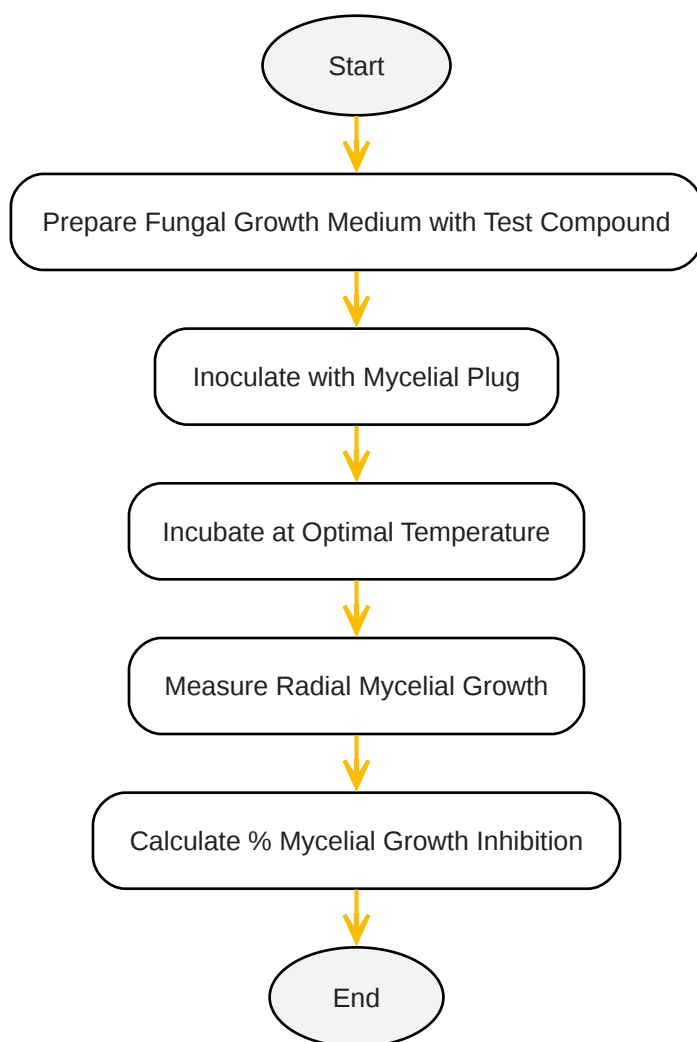 Start
Prepare Fungal Growth Medium with Test Compound
Inoculate with Mycelial Plug
Incubate at Optimal Temperature
Measure Radial Mycelial Growth
Calculate % Mycelial Growth Inhibition
End